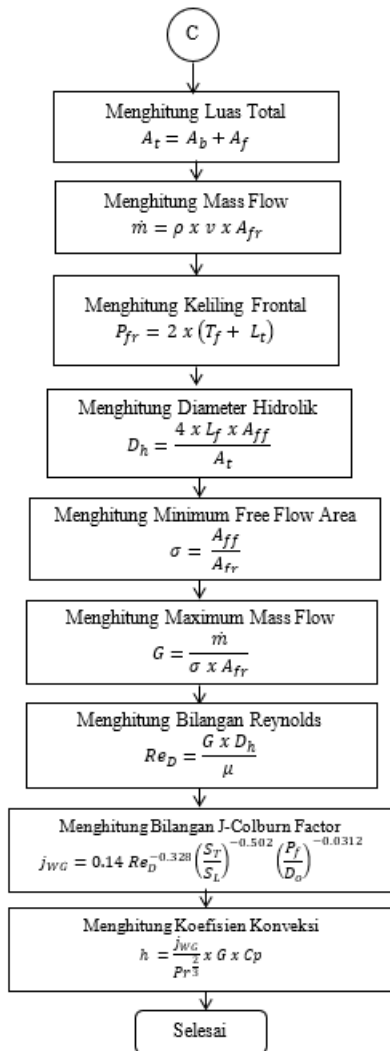 C
Menghitung Luas Total
A_t = A_b + A_f
Menghitung Mass Flow
ṁ = ρ x v x A_fr
Menghitung Keliling Frontal
P_fr = 2 x (T_f + L_t)
Menghitung Diameter Hidrolik
D_h = (4 x L_f x A_ff) / A_t
Menghitung Minimum Free Flow Area
σ = A_ff / A_fr
Menghitung Maximum Mass Flow
G = ṁ / (σ x A_fr)
Menghitung Bilangan Reynolds
Re_D = (G x D_h) / μ
Menghitung Bilangan J-Colburn Factor
j_WG = 0.14 Re_D^-0.328 (S_T / S_L)^-0.502 (P_f / D_o)^-0.0312
Menghitung Koefisien Konveksi
h = j_WG / Pr^(2/3) x G x Cp
Selesai